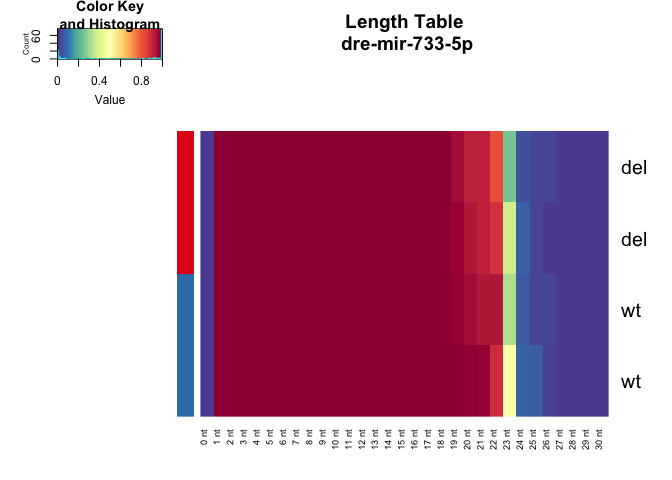 Color Key
and Histogram
Count
0 60
0 0.4 0.8
Value
Length Table
dre-mir-733-5p
del
del
wt
wt
0 nt 1 nt 2 nt 3 nt 4 nt 5 nt 6 nt 7 nt 8 nt 9 nt 10 nt 11 nt 12 nt 13 nt 14 nt 15 nt 16 nt 17 nt 18 nt 19 nt 20 nt 21 nt 22 nt 23 nt 24 nt 25 nt 26 nt 27 nt 28 nt 29 nt 30 nt